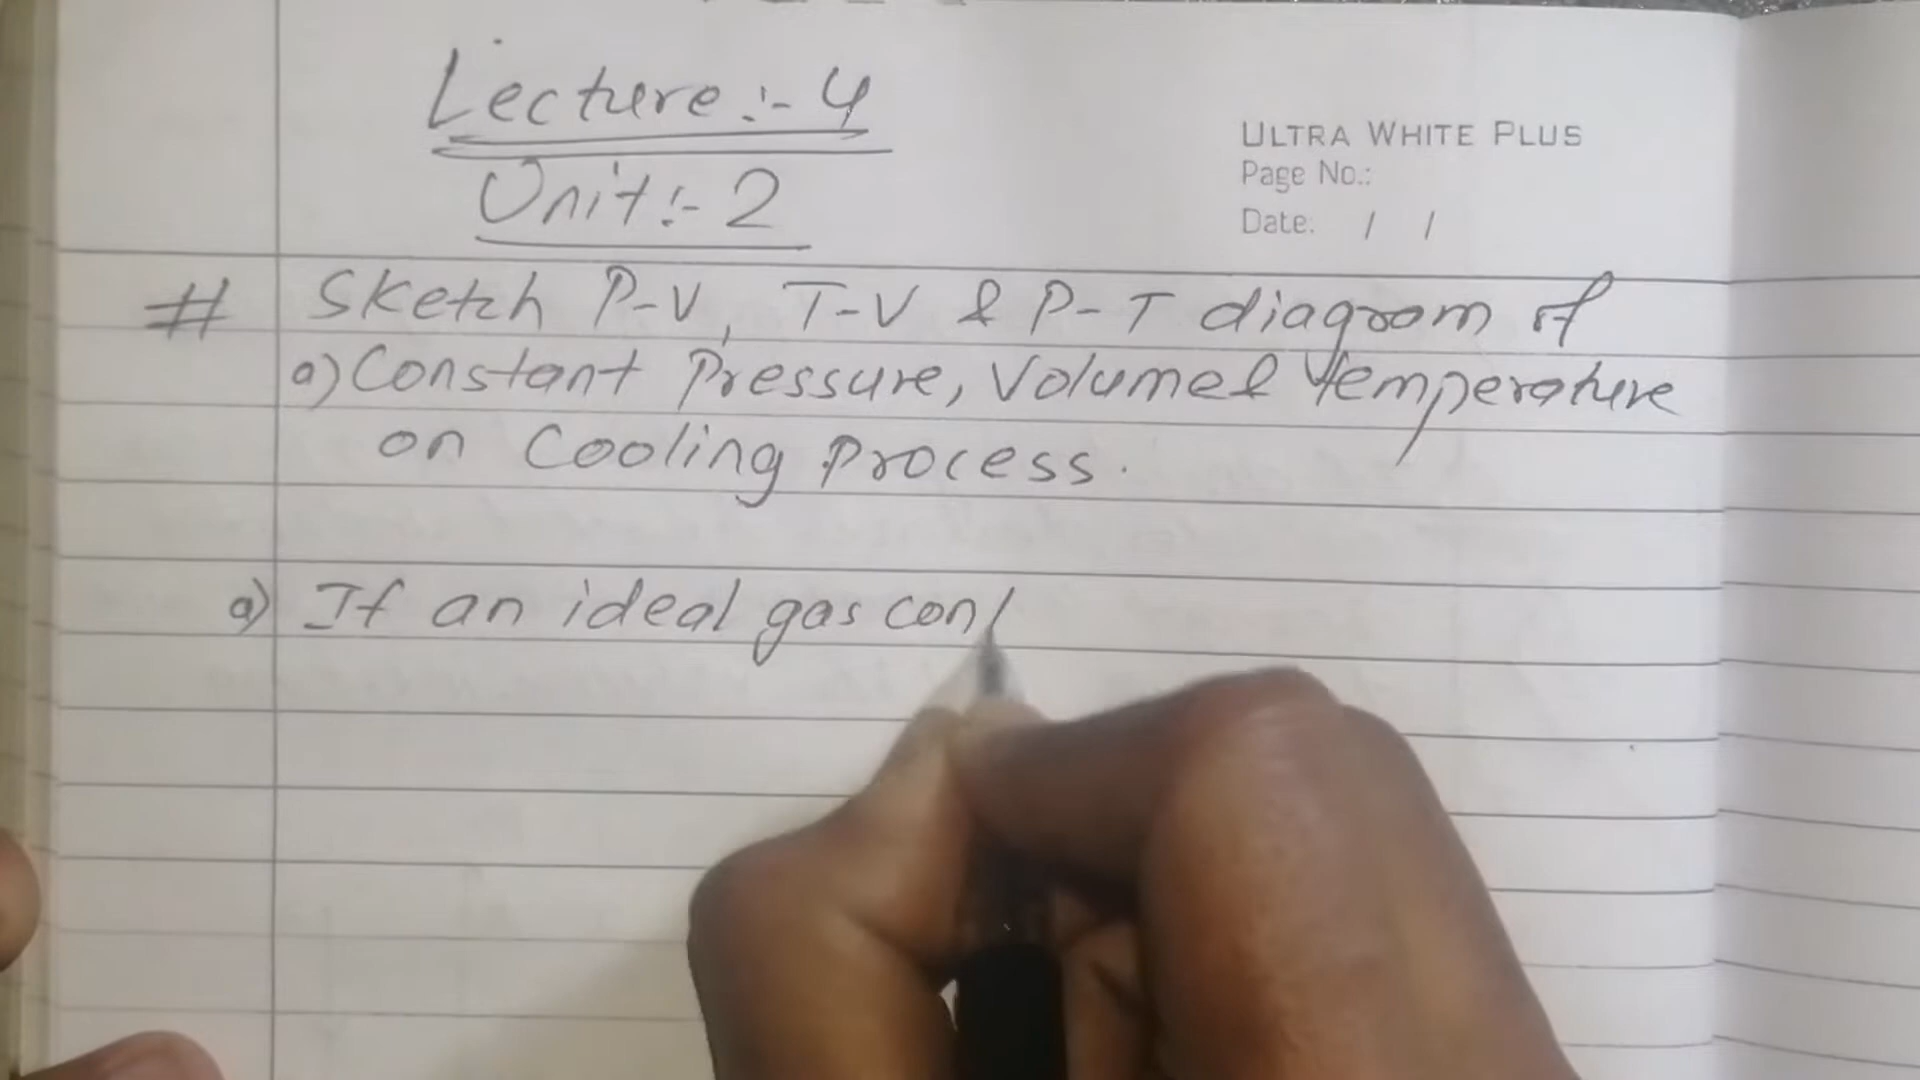 Lecture :- 4
Unit :- 2
ULTRA WHITE PLUS
Page No.:
Date: / /
# Sketch P-V, T-V & P-T diagram of
a) Constant Pressure, Volume & Temperature
on Cooling Process.
a) If an ideal gas con